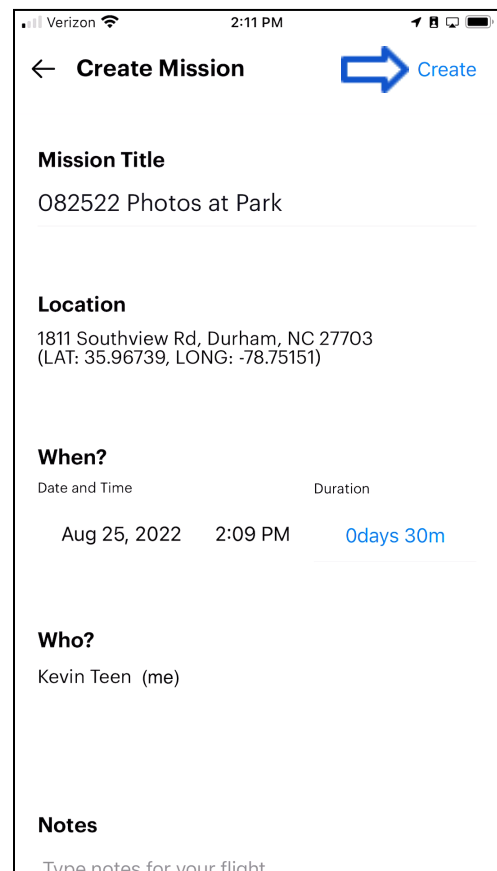 Verizon 2:11 PM
← Create Mission Create
Mission Title
082522 Photos at Park
Location
1811 Southview Rd, Durham, NC 27703
(LAT: 35.96739, LONG: -78.75151)
When?
Date and Time Duration
Aug 25, 2022 2:09 PM 0days 30m
Who?
Kevin Teen (me)
Notes
Type notes for your flight